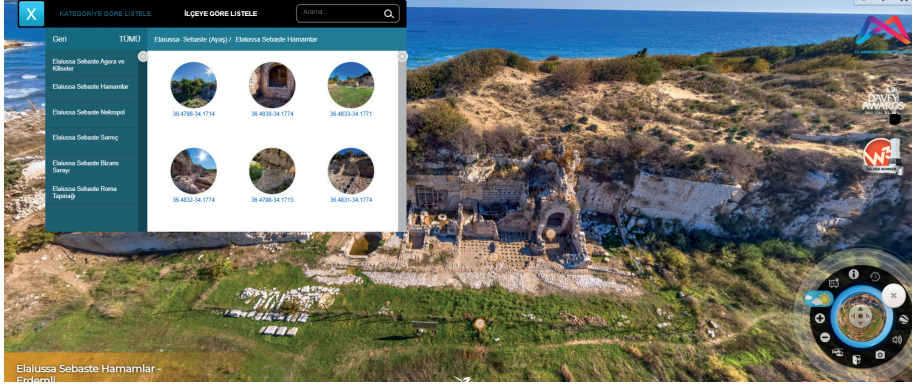 X
KATEGORİYE GÖRE LİSTELE
İLÇEYE GÖRE LİSTELE
Arama...
Geri
TÜMÜ
Elaiussa- Sebaste (Ayaş) / Elaiussa Sebaste Hamamlar
Elaiussa Sebaste Agora ve
Kiliseler
Elaiussa Sebaste Hamamlar
Elaiussa Sebaste Nekropol
Elaiussa Sebaste Sarnıç
Elaiussa Sebaste Bizans
Sarayı
Elaiussa Sebaste Roma
Tapınağı
36.4798-34.1714
36.4830-34.1774
36.4833-34.1771
36.4832-34.1774
36.4798-34.1713
36.4831-34.1774
DAVEY
AWARDS
W3
SILVER WINNER
Elaiussa Sebaste Hamamlar -
Erdemli